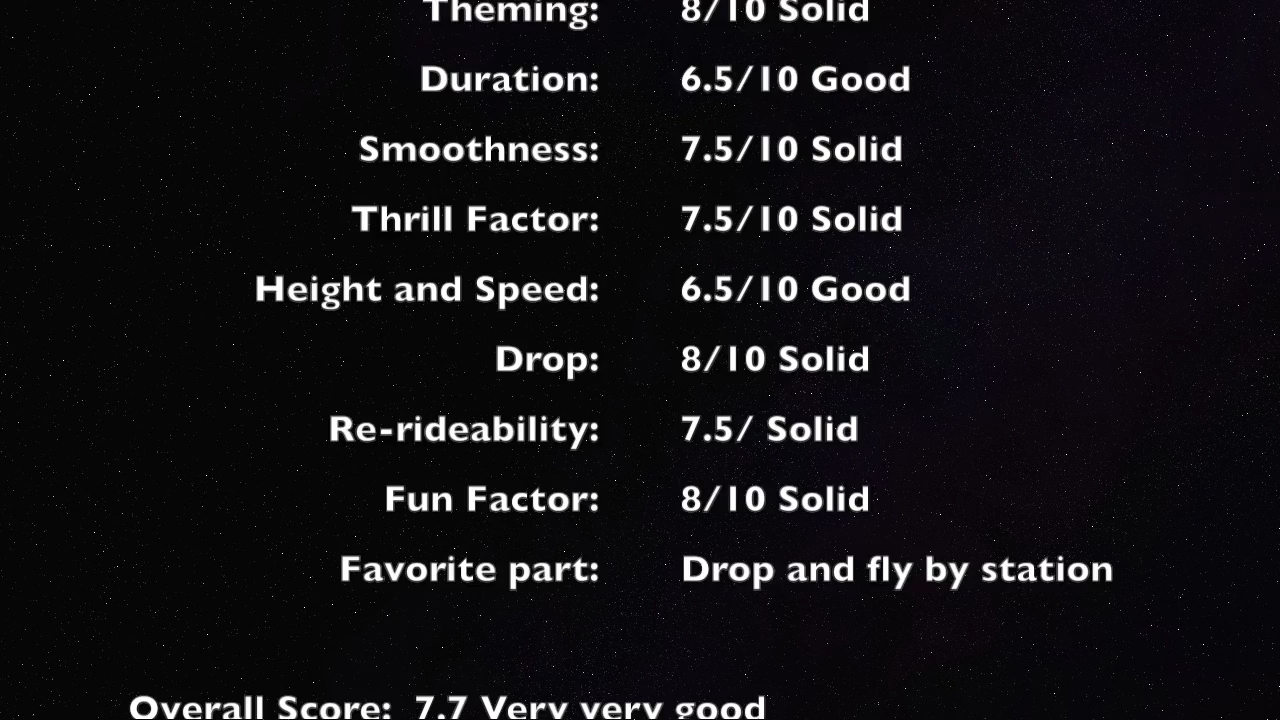 Theming: 8/10 Solid
Duration: 6.5/10 Good
Smoothness: 7.5/10 Solid
Thrill Factor: 7.5/10 Solid
Height and Speed: 6.5/10 Good
Drop: 8/10 Solid
Re-rideability: 7.5/ Solid
Fun Factor: 8/10 Solid
Favorite part: Drop and fly by station
Overall Score: 7.7 Very very good